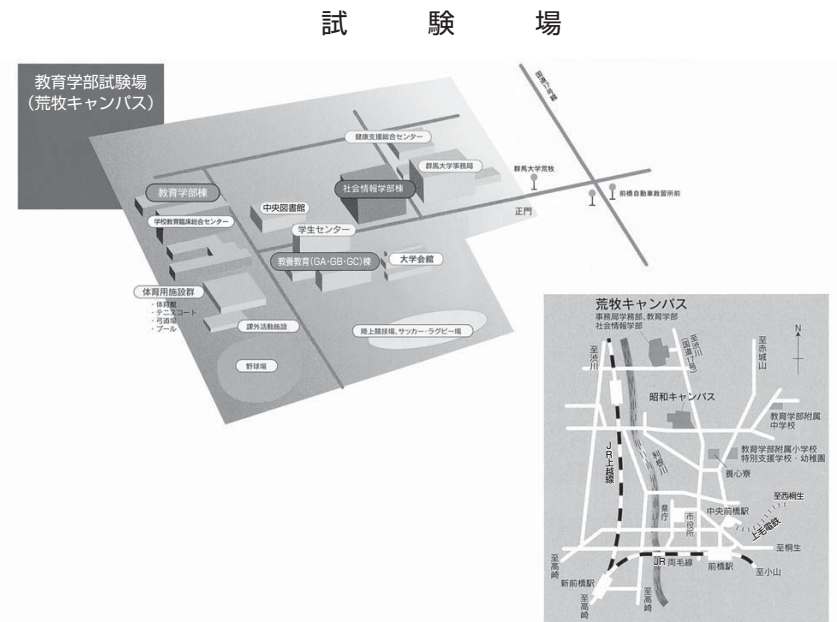 試験場
教育学部試験場
(荒牧キャンパス)
国道17号線
健康支援総合センター
群馬大学事務局
群馬大学荒牧
前橋自動車教習所前
教育学部棟
社会情報学部棟
中央図書館
正門
学校教育臨床総合センター
学生センター
教養教育(GA・GB・GC)棟
大学会館
体育用施設群
・体育館
・テニスコート
・弓道場
・プール
課外活動施設
陸上競技場、サッカー・ラグビー場
野球場
荒牧キャンパス
事務局学務部、教育学部
社会情報学部
至渋川
至渋川
(国道17号)
至赤城山
N
昭和キャンパス
教育学部附属
中学校
JR上越線
利根川
教育学部附属小学校
特別支援学校・幼稚園
養心寮
県庁
市役所
中央前橋駅
至西桐生
上毛電鉄
至桐生
至高崎
JR両毛線
前橋駅
至小山
新前橋駅
至高崎
至高崎